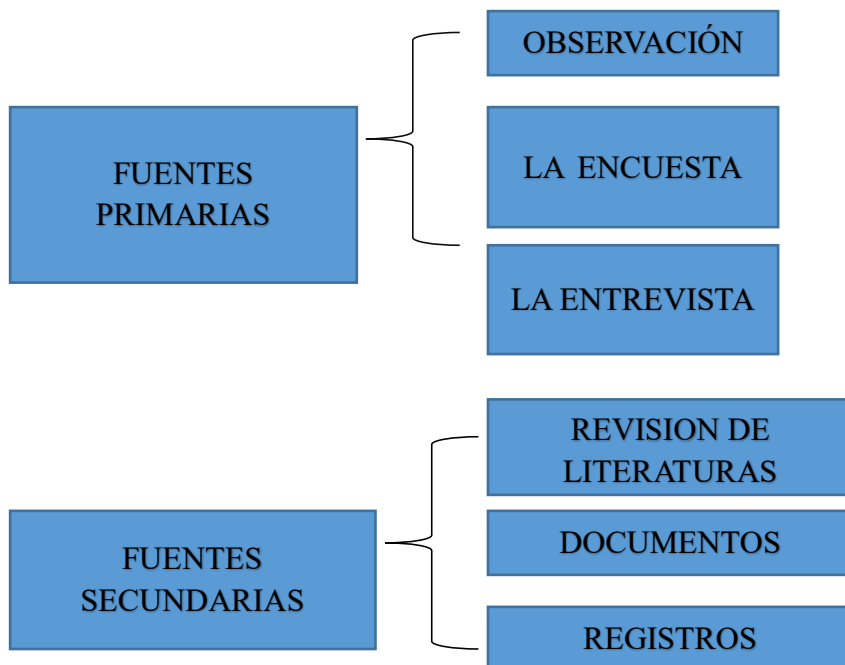 FUENTES
PRIMARIAS
OBSERVACIÓN
LA ENCUESTA
LA ENTREVISTA
FUENTES
SECUNDARIAS
REVISION DE
LITERATURAS
DOCUMENTOS
REGISTROS